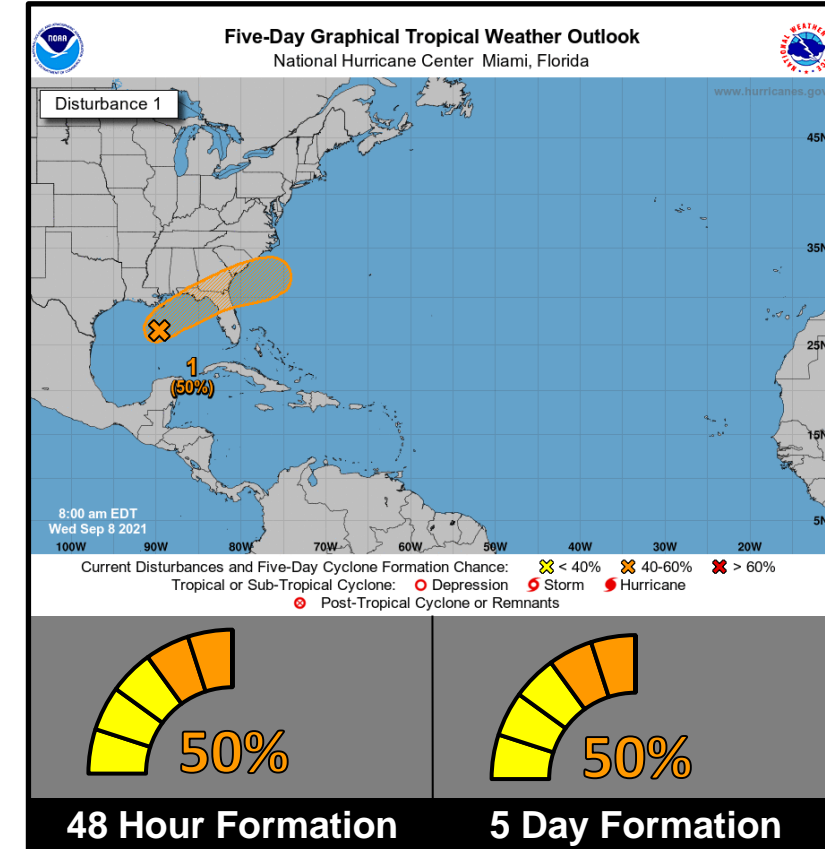 NOAA
Five-Day Graphical Tropical Weather Outlook
National Hurricane Center Miami, Florida
Disturbance 1
www.hurricanes.gov
45N
35N
25N
15N
5N
1
(50%)
8:00 am EDT
Wed Sep 8 2021
100W 90W 80W 70W 60W 50W 40W 30W 20W
Current Disturbances and Five-Day Cyclone Formation Chance: < 40% 40-60% > 60%
Tropical or Sub-Tropical Cyclone: Depression Storm Hurricane
Post-Tropical Cyclone or Remnants
50% 50%
48 Hour Formation 5 Day Formation